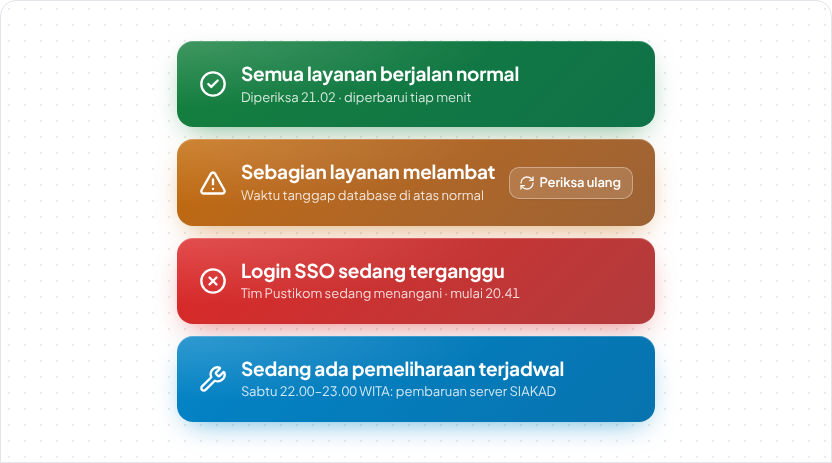 Semua layanan berjalan normal
Diperiksa 21.02 · diperbarui tiap menit
Sebagian layanan melambat
Waktu tanggap database di atas normal
Periksa ulang
Login SSO sedang terganggu
Tim Pustikom sedang menangani · mulai 20.41
Sedang ada pemeliharaan terjadwal
Sabtu 22.00–23.00 WITA: pembaruan server SIAKAD